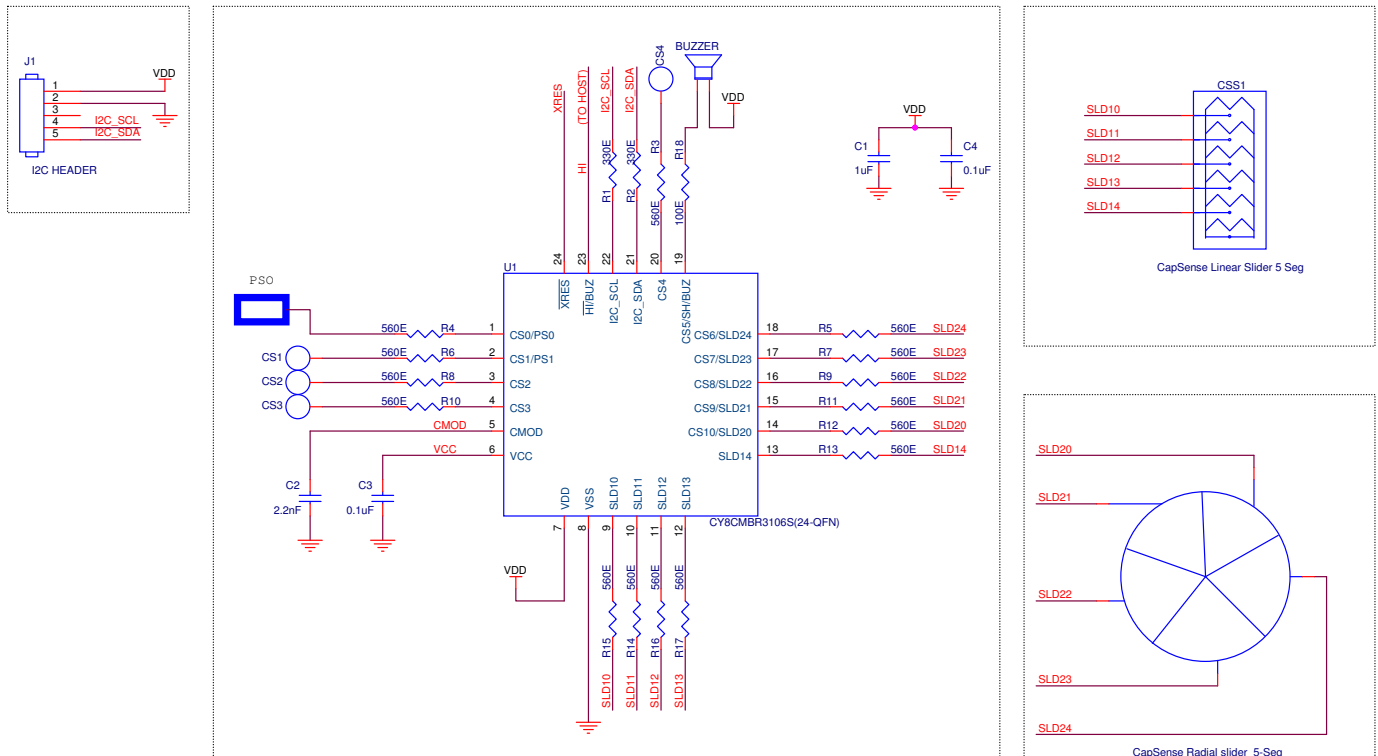 J1
VDD
1
2
3
4
5
I2C_SCL
I2C_SDA
I2C HEADER
XRES
HI
(TO HOST)
I2C_SCL
I2C_SDA
CS4
BUZZER
VDD
R1
330E
R2
330E
R3
560E
R18
100E
VDD
C1
1uF
C4
0.1uF
24
23
22
21
20
19
U1
XRES
HI/BUZ
I2C_SCL
I2C_SDA
CS4
CS5/SH/BUZ
PS0
560E R4 1 CS0/PS0
CS1 560E R6 2 CS1/PS1
CS2 560E R8 3 CS2
CS3 560E R10 4 CS3
CMOD 5 CMOD
VCC 6 VCC
CS6/SLD24 18 R5 560E SLD24
CS7/SLD23 17 R7 560E SLD23
CS8/SLD22 16 R9 560E SLD22
CS9/SLD21 15 R11 560E SLD21
CS10/SLD20 14 R12 560E SLD20
SLD14 13 R13 560E SLD14
C2
2.2nF
C3
0.1uF
VDD
VSS
SLD10
SLD11
SLD12
SLD13
7
8
9
10
11
12
CY8CMBR3106S(24-QFN)
VDD
560E
560E
560E
560E
R15
R14
R16
R17
SLD10
SLD11
SLD12
SLD13
CSS1
SLD10
SLD11
SLD12
SLD13
SLD14
CapSense Linear Slider 5 Seg
SLD20
SLD21
SLD22
SLD23
SLD24
CapSense Radial slider 5-Seg